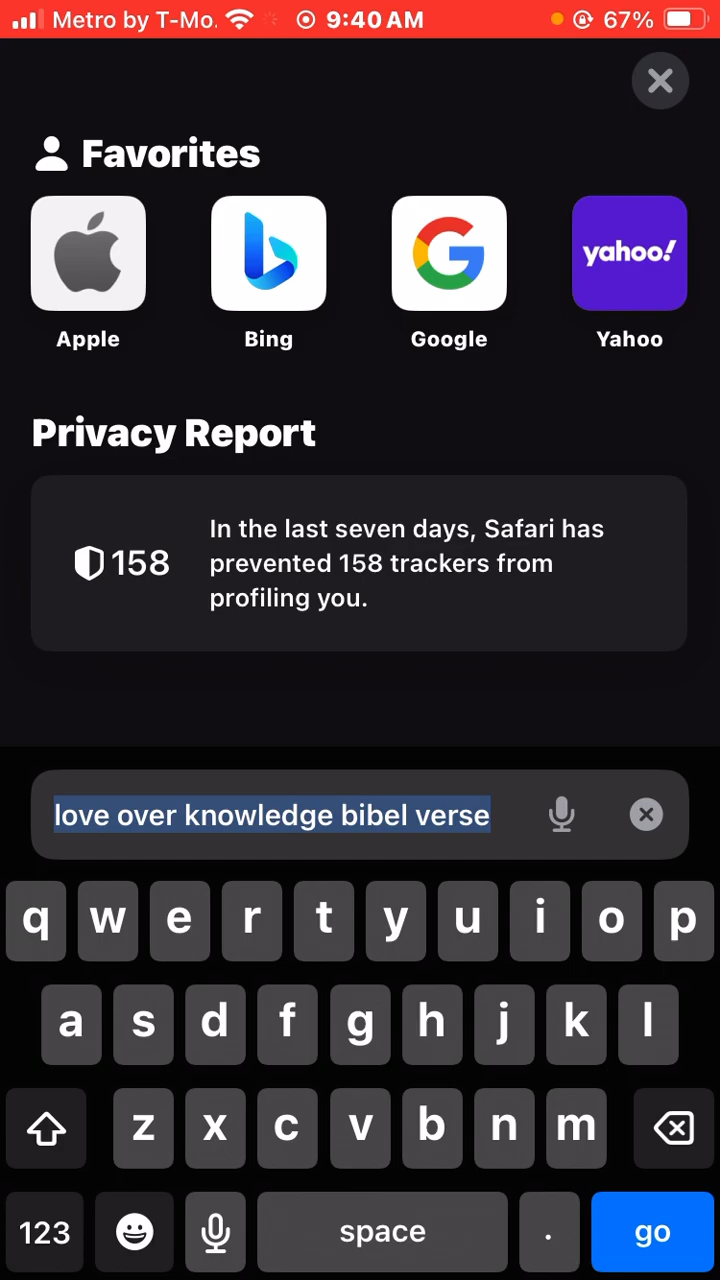 Metro by T-Mo. 9:40 AM 67%
Favorites
yahoo!
Apple Bing Google Yahoo
Privacy Report
158
In the last seven days, Safari has
prevented 158 trackers from
profiling you.
love over knowledge bibel verse
q w e r t y u i o p
a s d f g h j k l
z x c v b n m
123 space . go